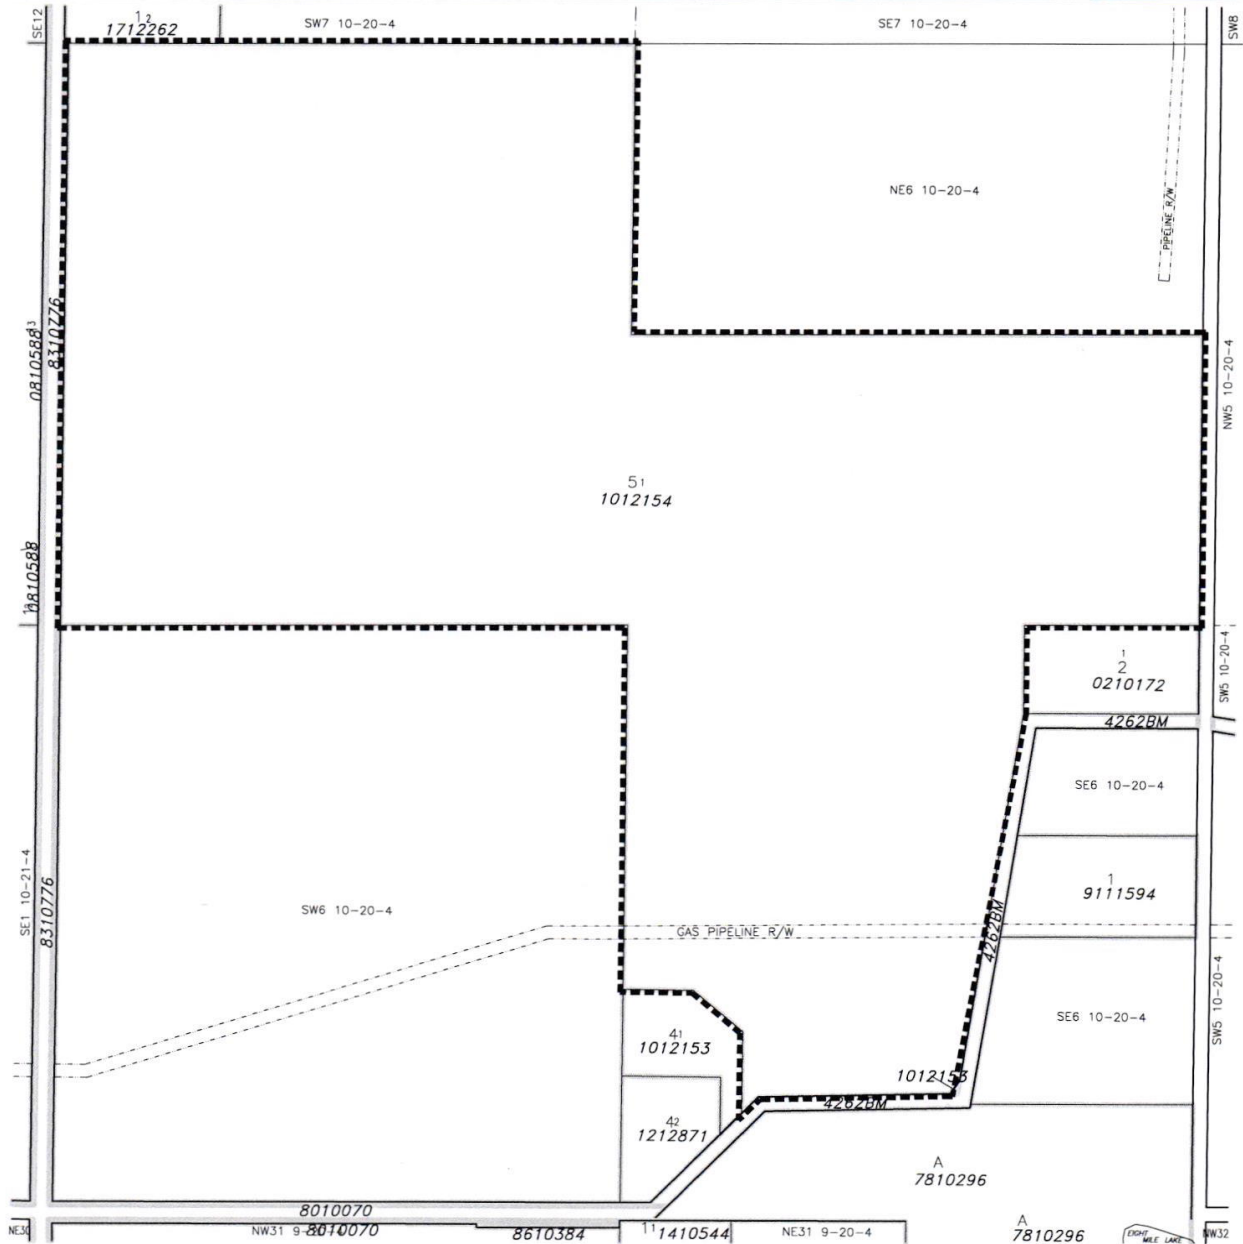 SE12
1 2
1712262
SW7 10-20-4
SE7 10-20-4
SW8
NE6 10-20-4
PIPELINE R/W
0810588
8310776
NW5 10-20-4
5 1
1012154
0810588
1
2
0210172
SW5 10-20-4
4262BM
SE6 10-20-4
1
9111594
SE1 10-21-4
8310776
SW6 10-20-4
GAS PIPELINE R/W
4262BM
SW5 10-20-4
SE6 10-20-4
4 1
1012153
1012153
4262BM
4 2
1212871
A
7810296
8010070
NE30
NW31 9-20-4
8010070
8610384
1 1
1410544
NE31 9-20-4
A
7810296
EIGHT
MILE LAKE
NW32